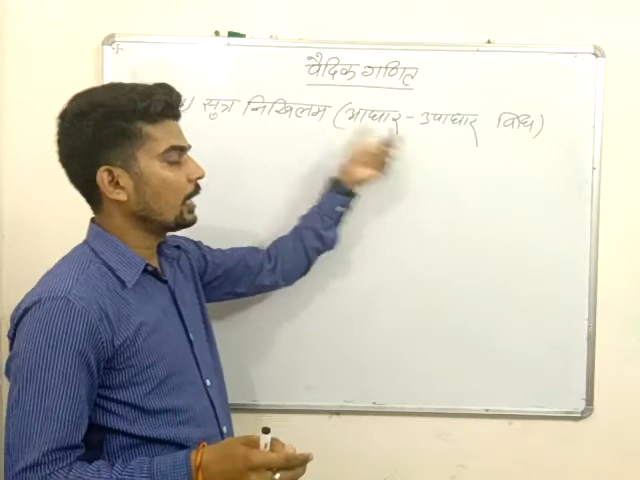 वैदिक गणित
सुत्र निखिलम (आधार - उपाधार विधि)